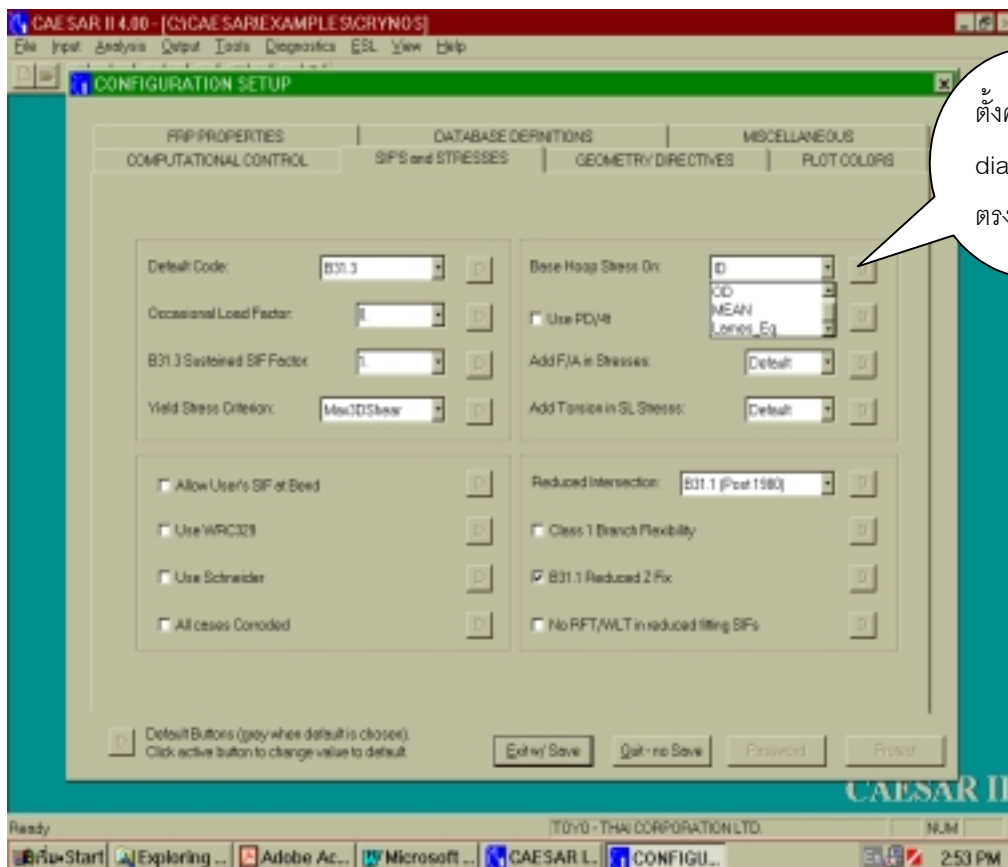 CAESAR II 4.00 - [C:\CAESAR\EXAMPLES\CRYNOS]
File Input Analysis Output Tools Diagnostics ESL View Help
CONFIGURATION SETUP
FRP PROPERTIES DATABASE DEFINITIONS MISCELLANEOUS
COMPUTATIONAL CONTROL SIFS and STRESSES GEOMETRY DIRECTIVES PLOT COLORS
ตั้ง
dia
ตรง
Default Code: B31.3 D
Occasional Load Factor: D
B31.3 Sustained SIF Factor: 1. D
Yield Stress Criterion: Max3DShear D
Base Hoop Stress On: ID D
OD
MEAN
Lames_Eq
Use PD/4t
Add F/A in Stresses: Default D
Add Torsion in SL Stress: Default D
Allow User's SIF at Bend D
Use WRC329 D
Use Schneider D
All cases Corroded D
Reduced Intersection: B31.1 (Post 1980) D
Class 1 Branch Flexibility D
B31.1 Reduced Z Fix D
No RFT/WLT in reduced fitting SIFs D
D Default Buttons (grey when default is chosen).
Click active button to change value to default.
Exit w/ Save Quit - no Save Password Protect
CAESAR II
Ready TOYO - THAI CORPORATION LTD. NUM
เริ่ม Start Exploring ... Adobe Ac... Microsoft ... CAESAR I... CONFIGU... 2:53 PM